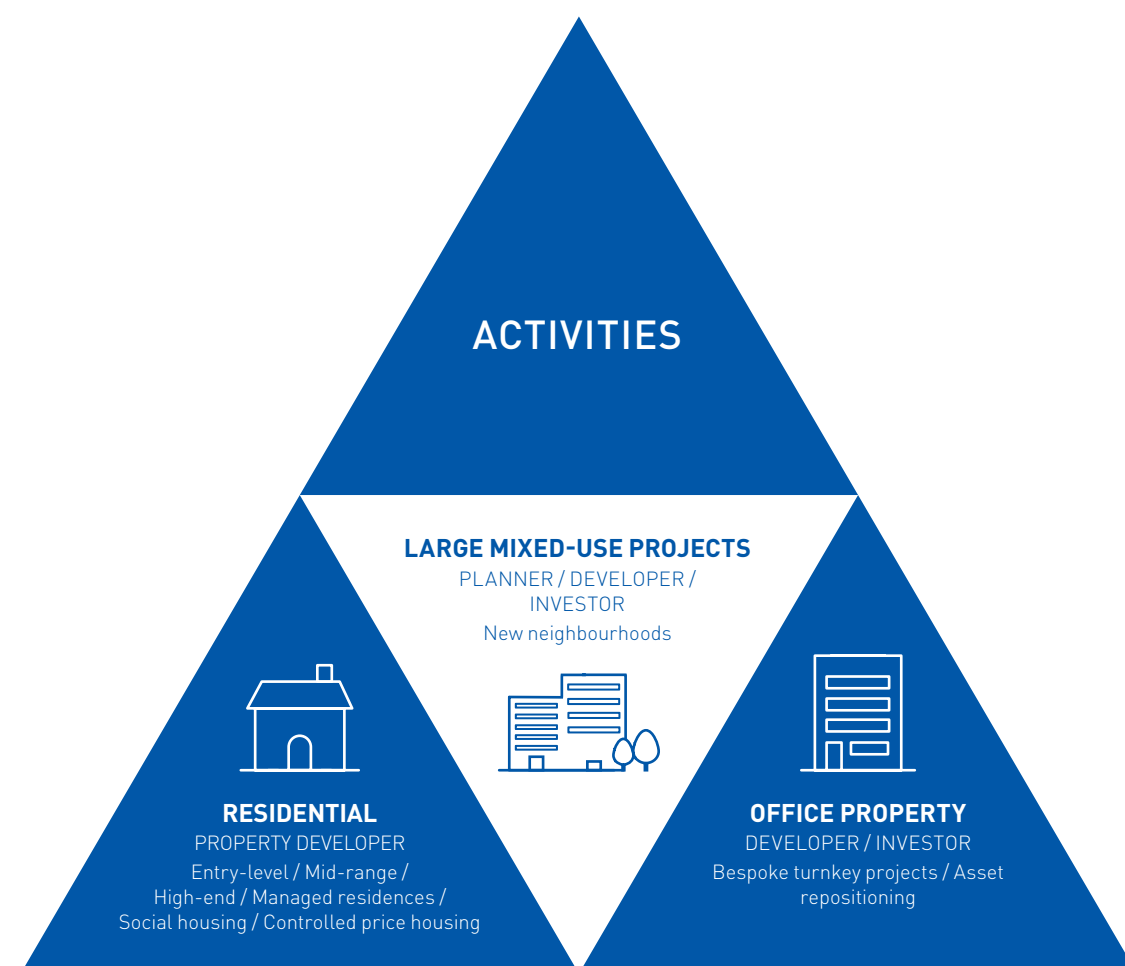 ACTIVITIES
LARGE MIXED-USE PROJECTS
PLANNER / DEVELOPER /
INVESTOR
New neighbourhoods
RESIDENTIAL
PROPERTY DEVELOPER
Entry-level / Mid-range /
High-end / Managed residences /
Social housing / Controlled price housing
OFFICE PROPERTY
DEVELOPER / INVESTOR
Bespoke turnkey projects / Asset
repositioning